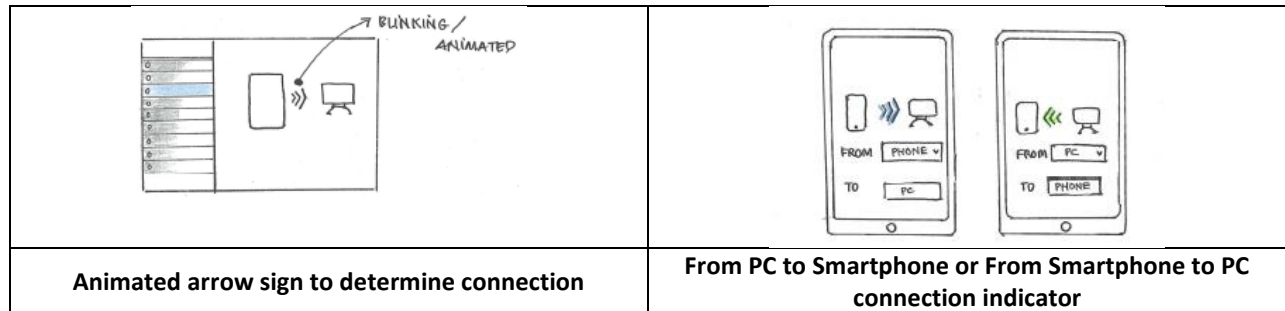 BLINKING /
ANIMATED
FROM PHONE
TO PC
FROM PC
TO PHONE
Animated arrow sign to determine connection
From PC to Smartphone or From Smartphone to PC
connection indicator